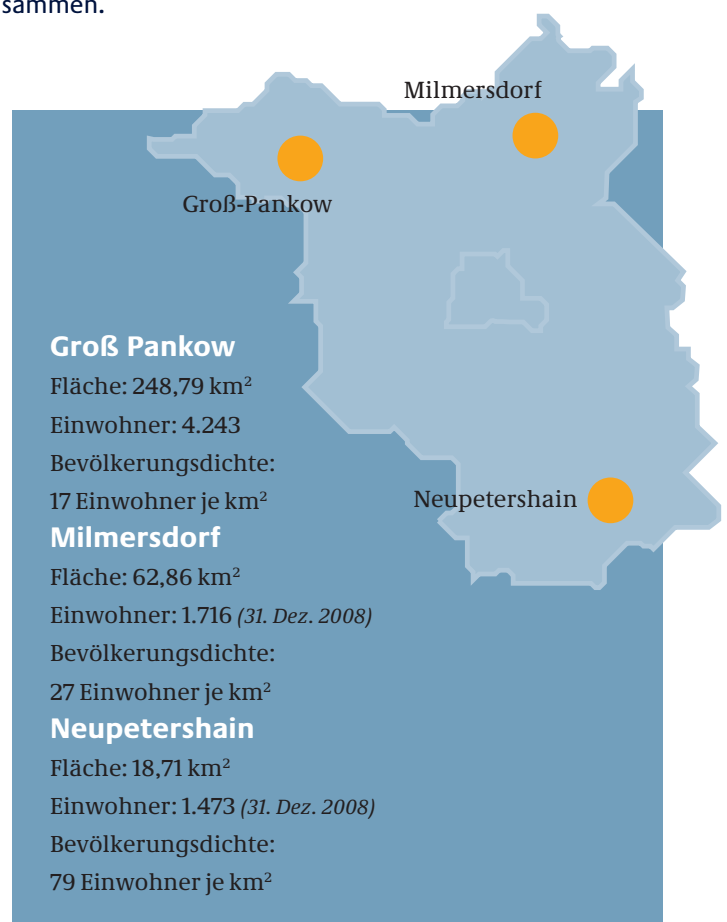 sammen.
Milmersdorf
Groß-Pankow
Groß Pankow
Fläche: 248,79 km²
Einwohner: 4.243
Bevölkerungsdichte:
17 Einwohner je km²
Neupetershain
Milmersdorf
Fläche: 62,86 km²
Einwohner: 1.716 (31. Dez. 2008)
Bevölkerungsdichte:
27 Einwohner je km²
Neupetershain
Fläche: 18,71 km²
Einwohner: 1.473 (31. Dez. 2008)
Bevölkerungsdichte:
79 Einwohner je km²